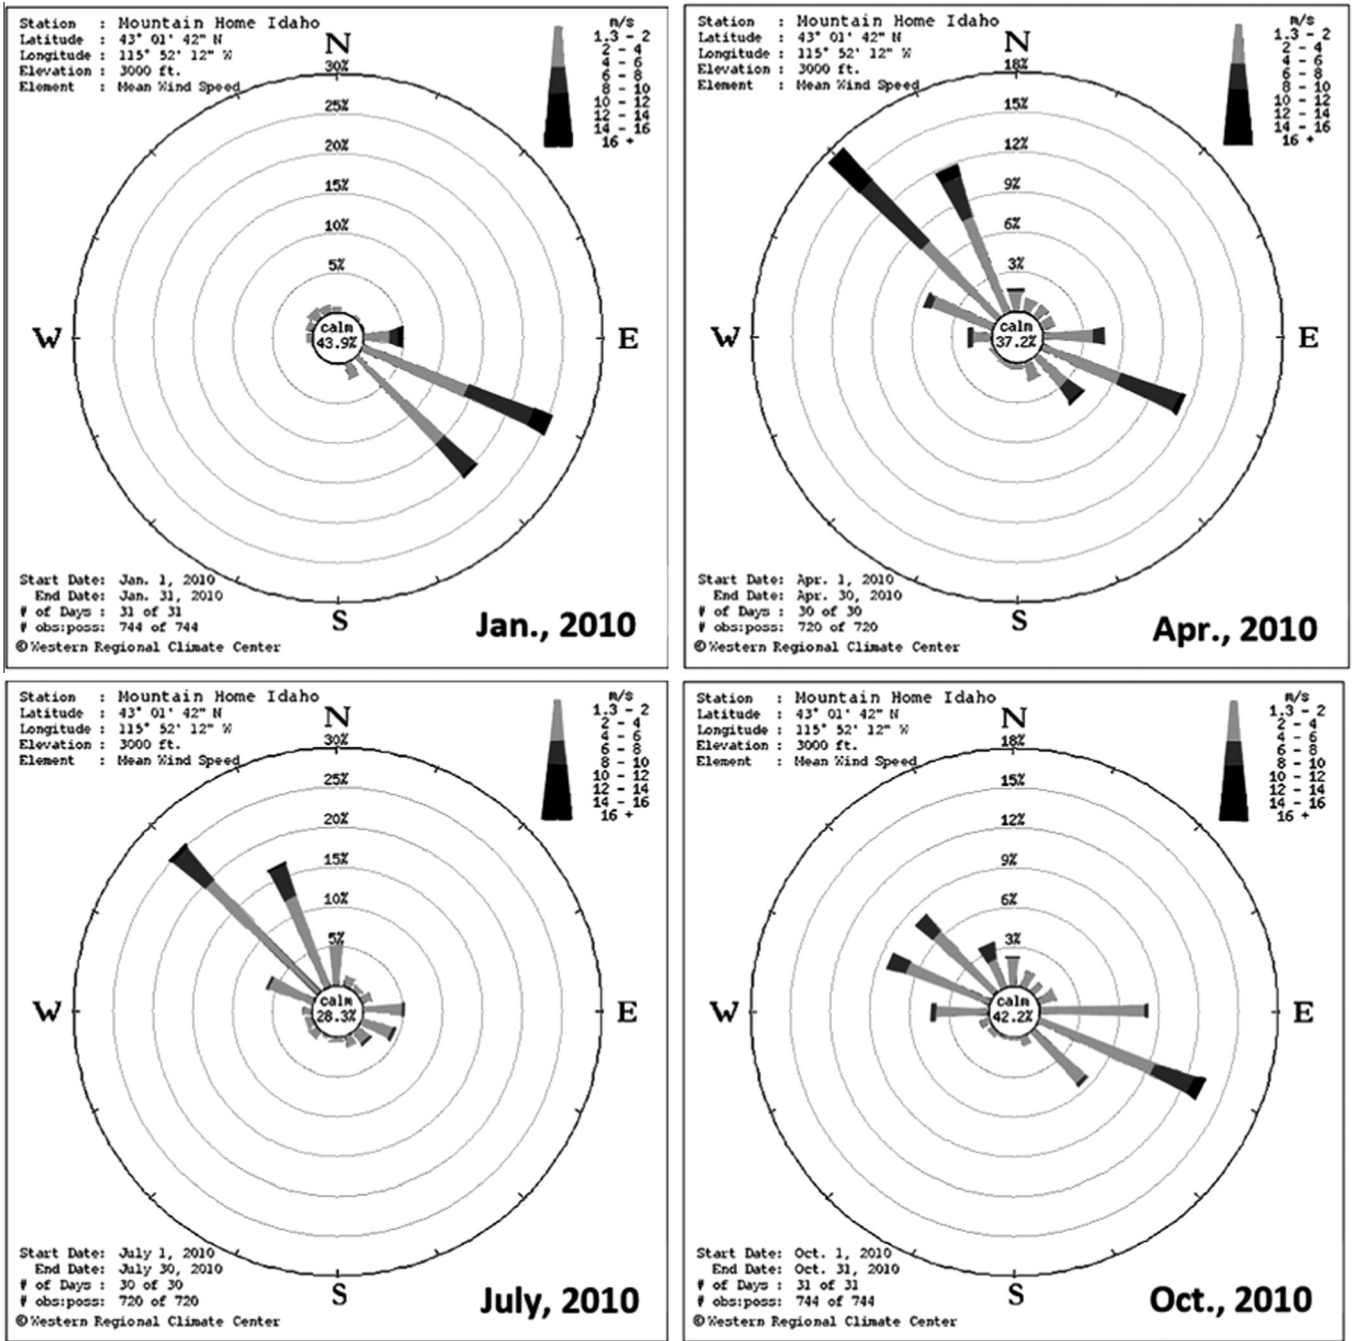 Station : Mountain Home Idaho
Latitude : 43° 01' 42" N
Longitude : 115° 52' 12" W
Elevation : 3000 ft.
Element : Mean Wind Speed
m/s
1.3 - 2
2 - 4
4 - 6
6 - 8
8 - 10
10 - 12
12 - 14
14 - 16
16 +
N
30%
25%
20%
15%
10%
5%
calm
43.9%
W
E
S
Start Date: Jan. 1, 2010
End Date: Jan. 31, 2010
# of Days : 31 of 31
# obs:poss: 744 of 744
© Western Regional Climate Center
Jan., 2010
Station : Mountain Home Idaho
Latitude : 43° 01' 42" N
Longitude : 115° 52' 12" W
Elevation : 3000 ft.
Element : Mean Wind Speed
m/s
1.3 - 2
2 - 4
4 - 6
6 - 8
8 - 10
10 - 12
12 - 14
14 - 16
16 +
N
18%
15%
12%
9%
6%
3%
calm
37.2%
W
E
S
Start Date: Apr. 1, 2010
End Date: Apr. 30, 2010
# of Days : 30 of 30
# obs:poss: 720 of 720
© Western Regional Climate Center
Apr., 2010
Station : Mountain Home Idaho
Latitude : 43° 01' 42" N
Longitude : 115° 52' 12" W
Elevation : 3000 ft.
Element : Mean Wind Speed
m/s
1.3 - 2
2 - 4
4 - 6
6 - 8
8 - 10
10 - 12
12 - 14
14 - 16
16 +
N
30%
25%
20%
15%
10%
5%
calm
28.3%
W
E
S
Start Date: July 1, 2010
End Date: July 30, 2010
# of Days : 30 of 30
# obs:poss: 720 of 720
© Western Regional Climate Center
July, 2010
Station : Mountain Home Idaho
Latitude : 43° 01' 42" N
Longitude : 115° 52' 12" W
Elevation : 3000 ft.
Element : Mean Wind Speed
m/s
1.3 - 2
2 - 4
4 - 6
6 - 8
8 - 10
10 - 12
12 - 14
14 - 16
16 +
N
18%
15%
12%
9%
6%
3%
calm
42.2%
W
E
S
Start Date: Oct. 1, 2010
End Date: Oct. 31, 2010
# of Days : 31 of 31
# obs:poss: 744 of 744
© Western Regional Climate Center
Oct., 2010